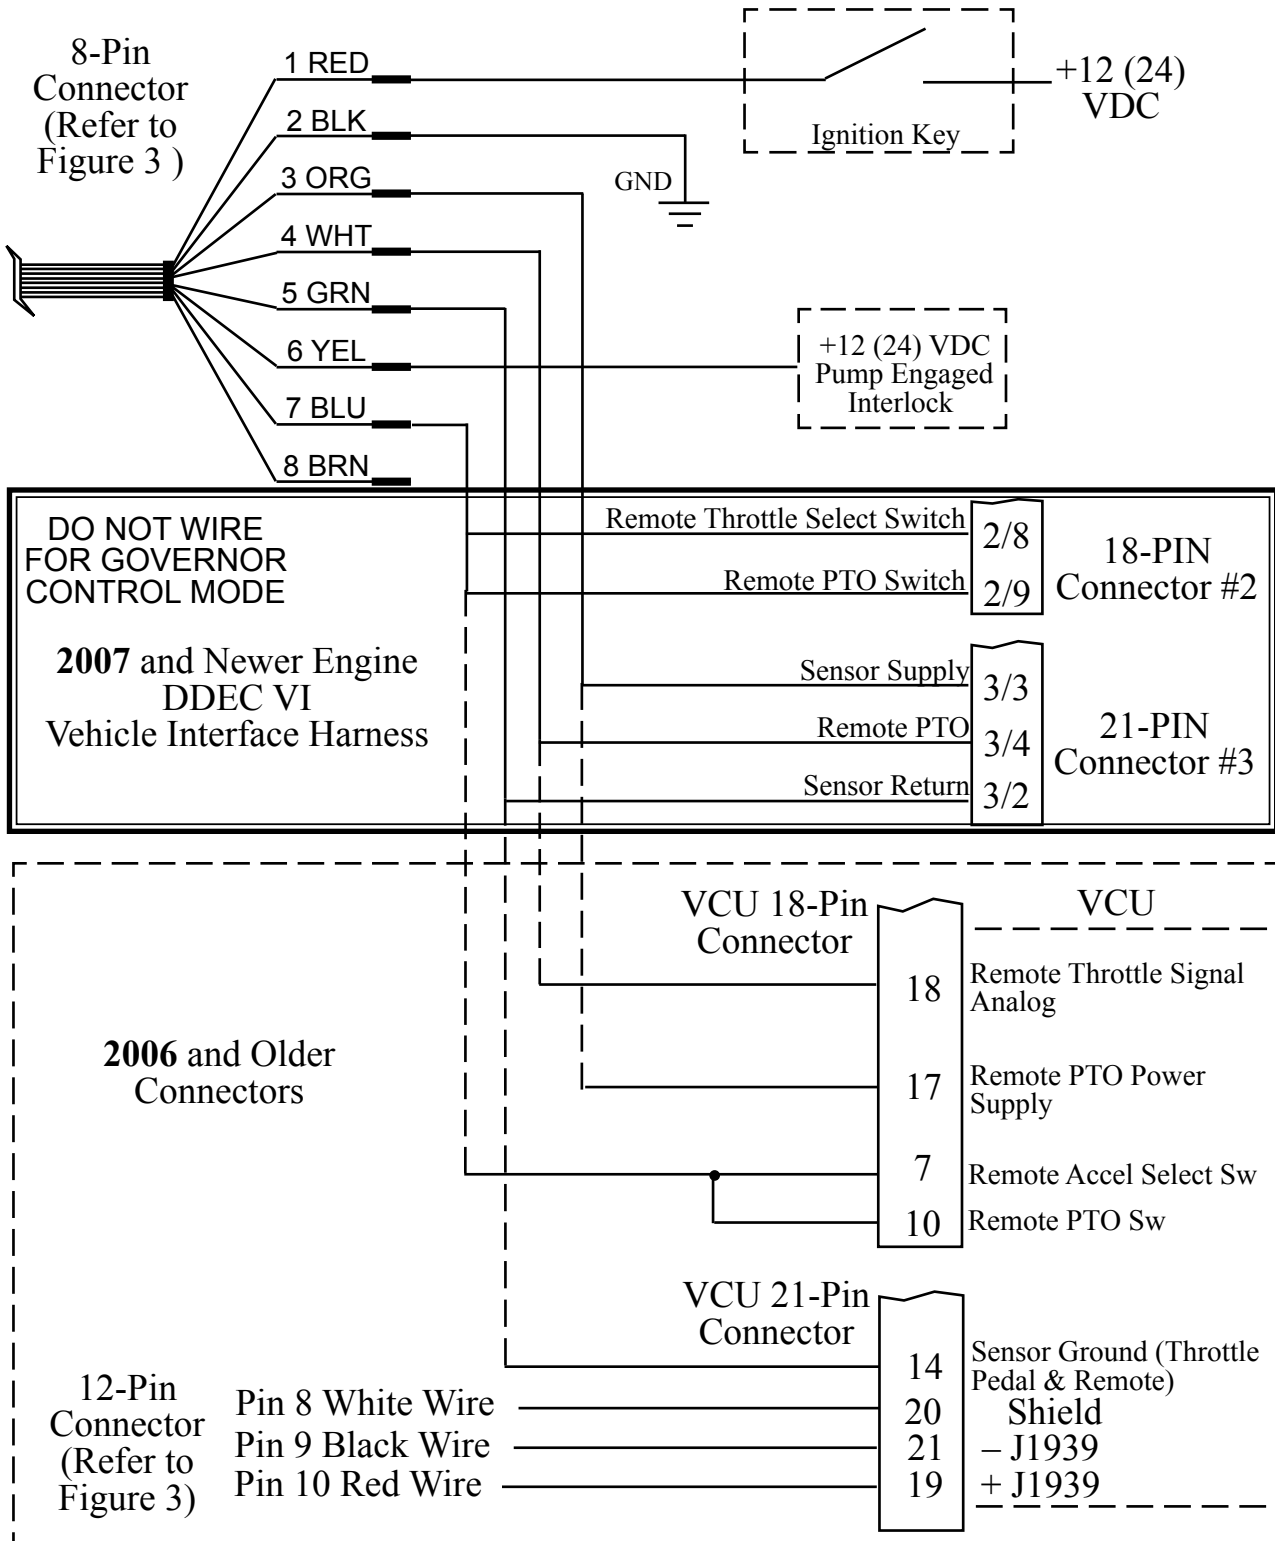 8-Pin
Connector
(Refer to
Figure 3 )
1 RED
2 BLK
3 ORG
4 WHT
5 GRN
6 YEL
7 BLU
8 BRN
Ignition Key
+12 (24)
VDC
GND
+12 (24) VDC
Pump Engaged
Interlock
DO NOT WIRE
FOR GOVERNOR
CONTROL MODE
2007 and Newer Engine
DDEC VI
Vehicle Interface Harness
Remote Throttle Select Switch
2/8
Remote PTO Switch
2/9
18-PIN
Connector #2
Sensor Supply
3/3
Remote PTO
3/4
Sensor Return
3/2
21-PIN
Connector #3
VCU 18-Pin
Connector
VCU
18
Remote Throttle Signal
Analog
2006 and Older
Connectors
17
Remote PTO Power
Supply
7
Remote Accel Select Sw
10
Remote PTO Sw
VCU 21-Pin
Connector
14
Sensor Ground (Throttle
Pedal & Remote)
12-Pin
Connector
(Refer to
Figure 3)
Pin 8 White Wire
20
Shield
Pin 9 Black Wire
21
– J1939
Pin 10 Red Wire
19
+ J1939